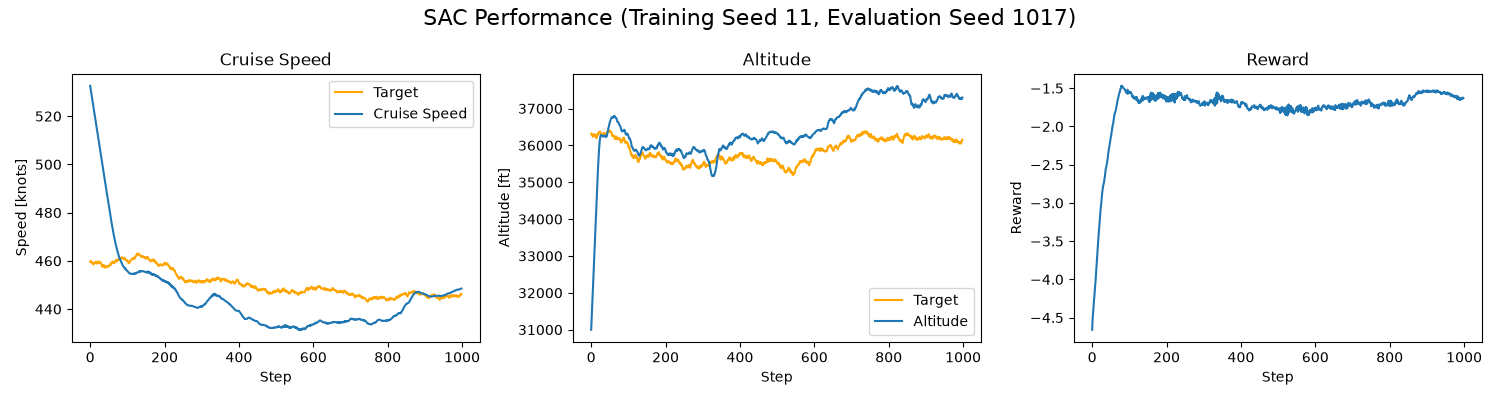 SAC Performance (Training Seed 11, Evaluation Seed 1017)
Cruise Speed
Speed [knots]
520
500
480
460
440
0 200 400 600 800 1000
Step
Target
Cruise Speed
Altitude
Altitude [ft]
37000
36000
35000
34000
33000
32000
31000
0 200 400 600 800 1000
Step
Target
Altitude
Reward
Reward
−1.5
−2.0
−2.5
−3.0
−3.5
−4.0
−4.5
0 200 400 600 800 1000
Step